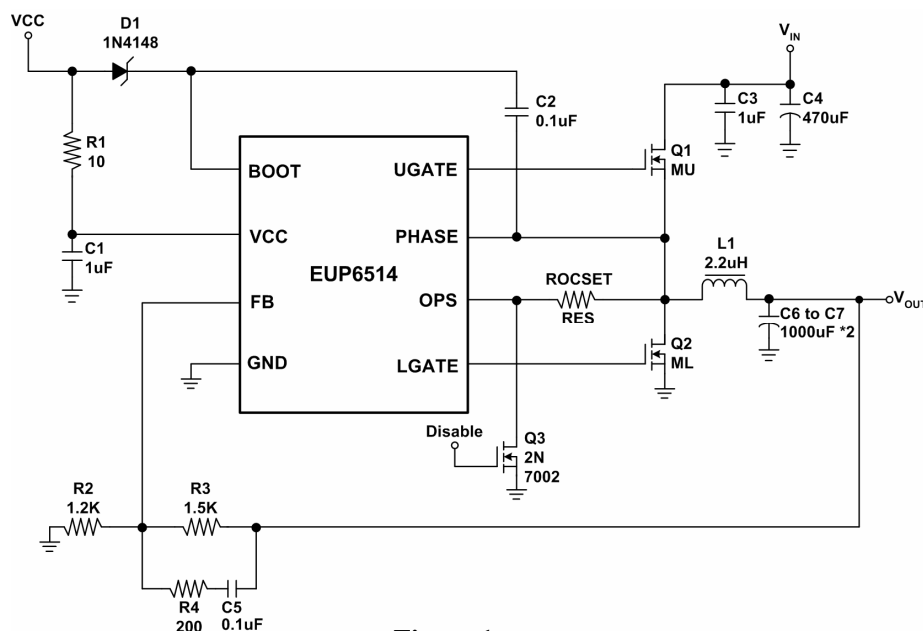 VCC
D1
1N4148
VIN
C2
0.1uF
C3
1uF
C4
470uF
R1
10
BOOT
UGATE
Q1
MU
VCC
PHASE
L1
2.2uH
C1
1uF
EUP6514
ROCSET
RES
FB
OPS
VOUT
C6 to C7
1000uF *2
GND
LGATE
Q2
ML
Disable
Q3
2N
7002
R2
1.2K
R3
1.5K
R4
200
C5
0.1uF